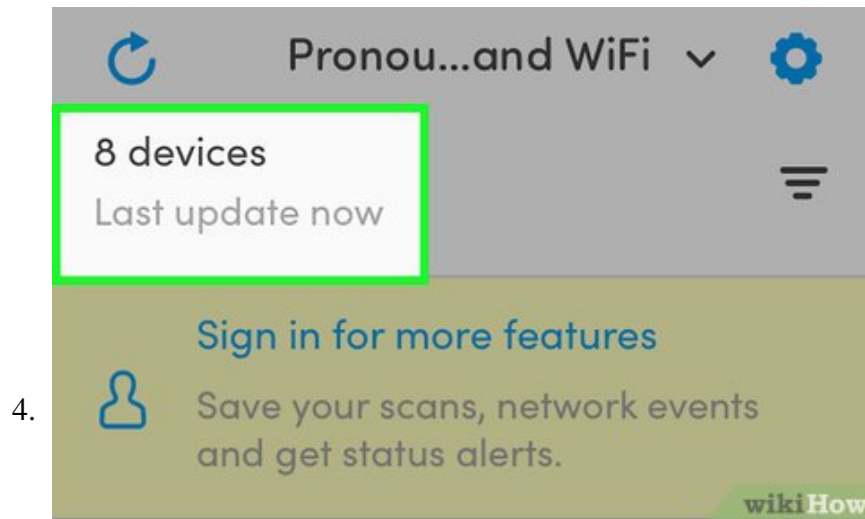 Pronou...and WiFi
8 devices
Last update now
Sign in for more features
4.
Save your scans, network events
and get status alerts.
wikiHow